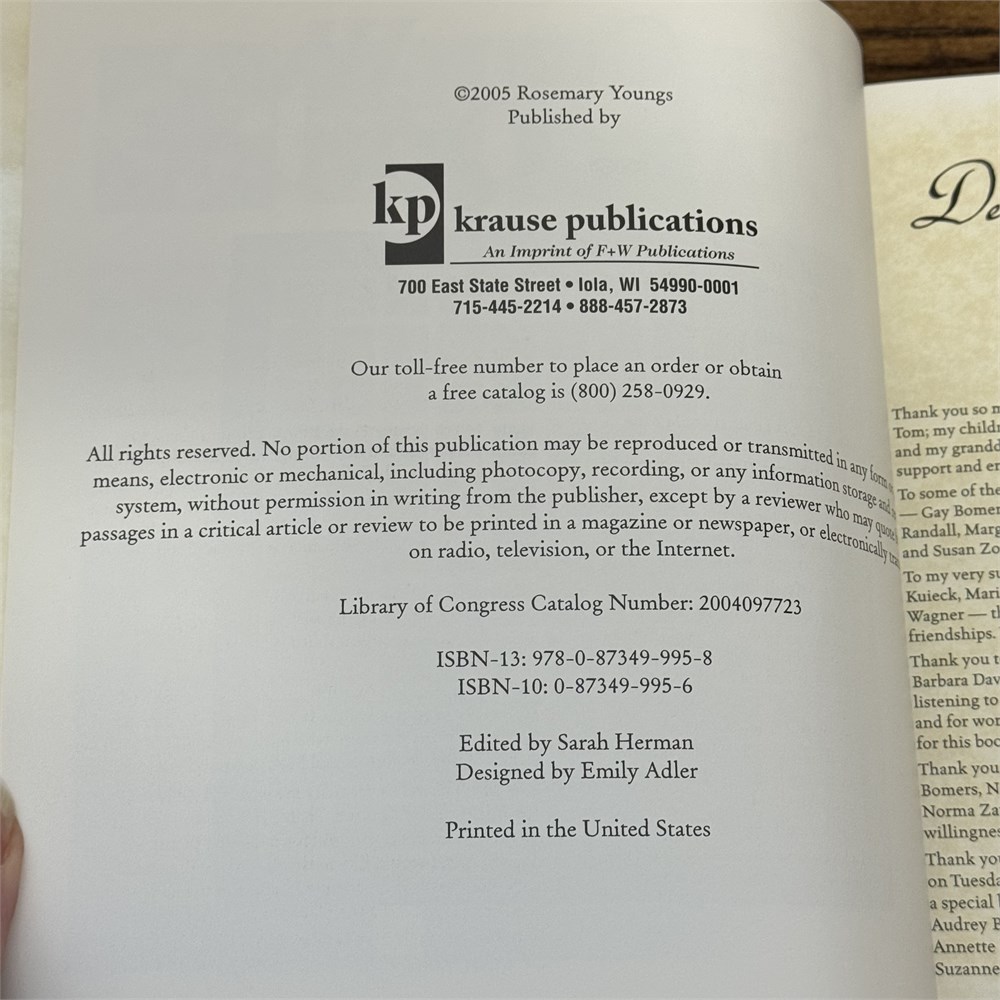 ©2005 Rosemary Youngs
Published by
kp krause publications
An Imprint of F+W Publications
700 East State Street • Iola, WI 54990-0001
715-445-2214 • 888-457-2873
Our toll-free number to place an order or obtain
a free catalog is (800) 258-0929.
All rights reserved. No portion of this publication may be reproduced or transmitted in any form
means, electronic or mechanical, including photocopy, recording, or any information storage and
system, without permission in writing from the publisher, except by a reviewer who may quote
passages in a critical article or review to be printed in a magazine or newspaper, or electronically
on radio, television, or the Internet.
Library of Congress Catalog Number: 2004097723
ISBN-13: 978-0-87349-995-8
ISBN-10: 0-87349-995-6
Edited by Sarah Herman
Designed by Emily Adler
Printed in the United States
De
Thank you so
Tom; my
and my
support and
To some of the
— Gay Bomer
Randall,
and Susan
To my very
Kuieck,
Wagner —
friendships.
Thank you
Barbara
listening to
and for
for this
Thank you
Bomers, N
Norma
willingnes
Thank
on
a special
Audrey
Annette
Suzanne